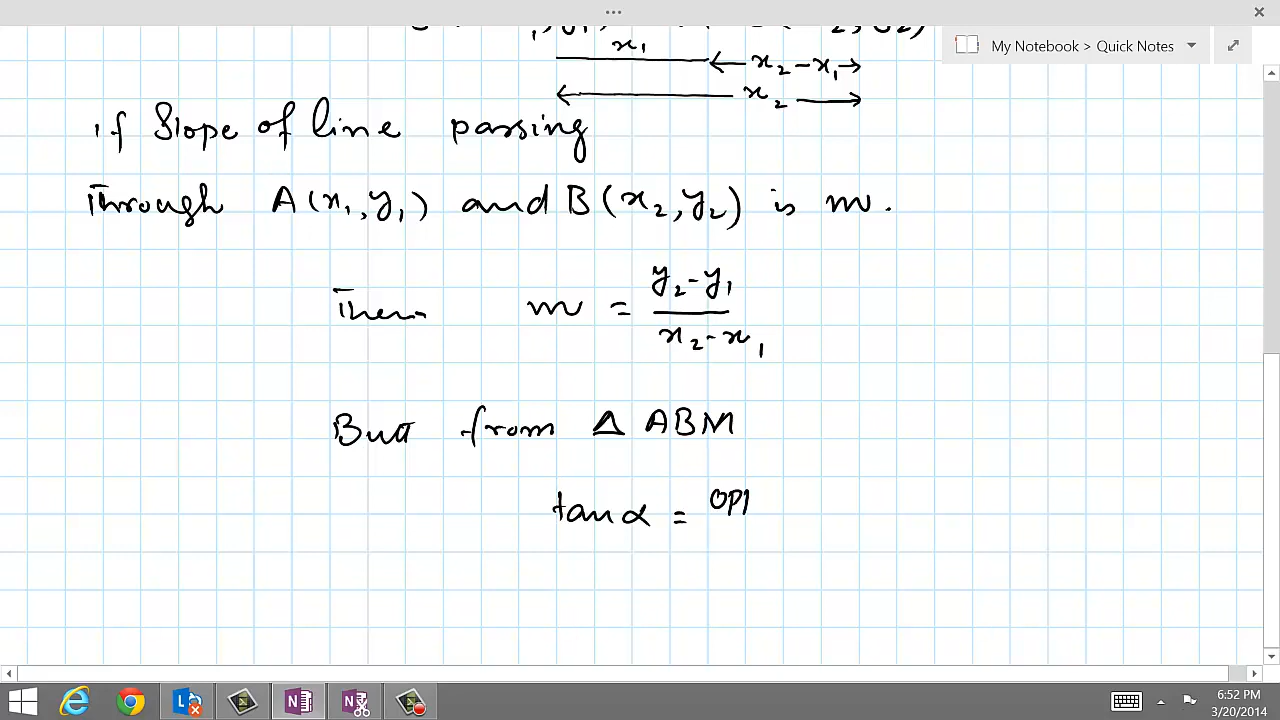 ...
My Notebook > Quick Notes
x₁
x₂-x₁
x₂
if Slope of line passing
Through A(x₁,y₁) and B(x₂,y₂) is m.
Then m = y₂-y₁
x₂-x₁
But from Δ ABM
tanα = opp
6:52 PM
3/20/2014